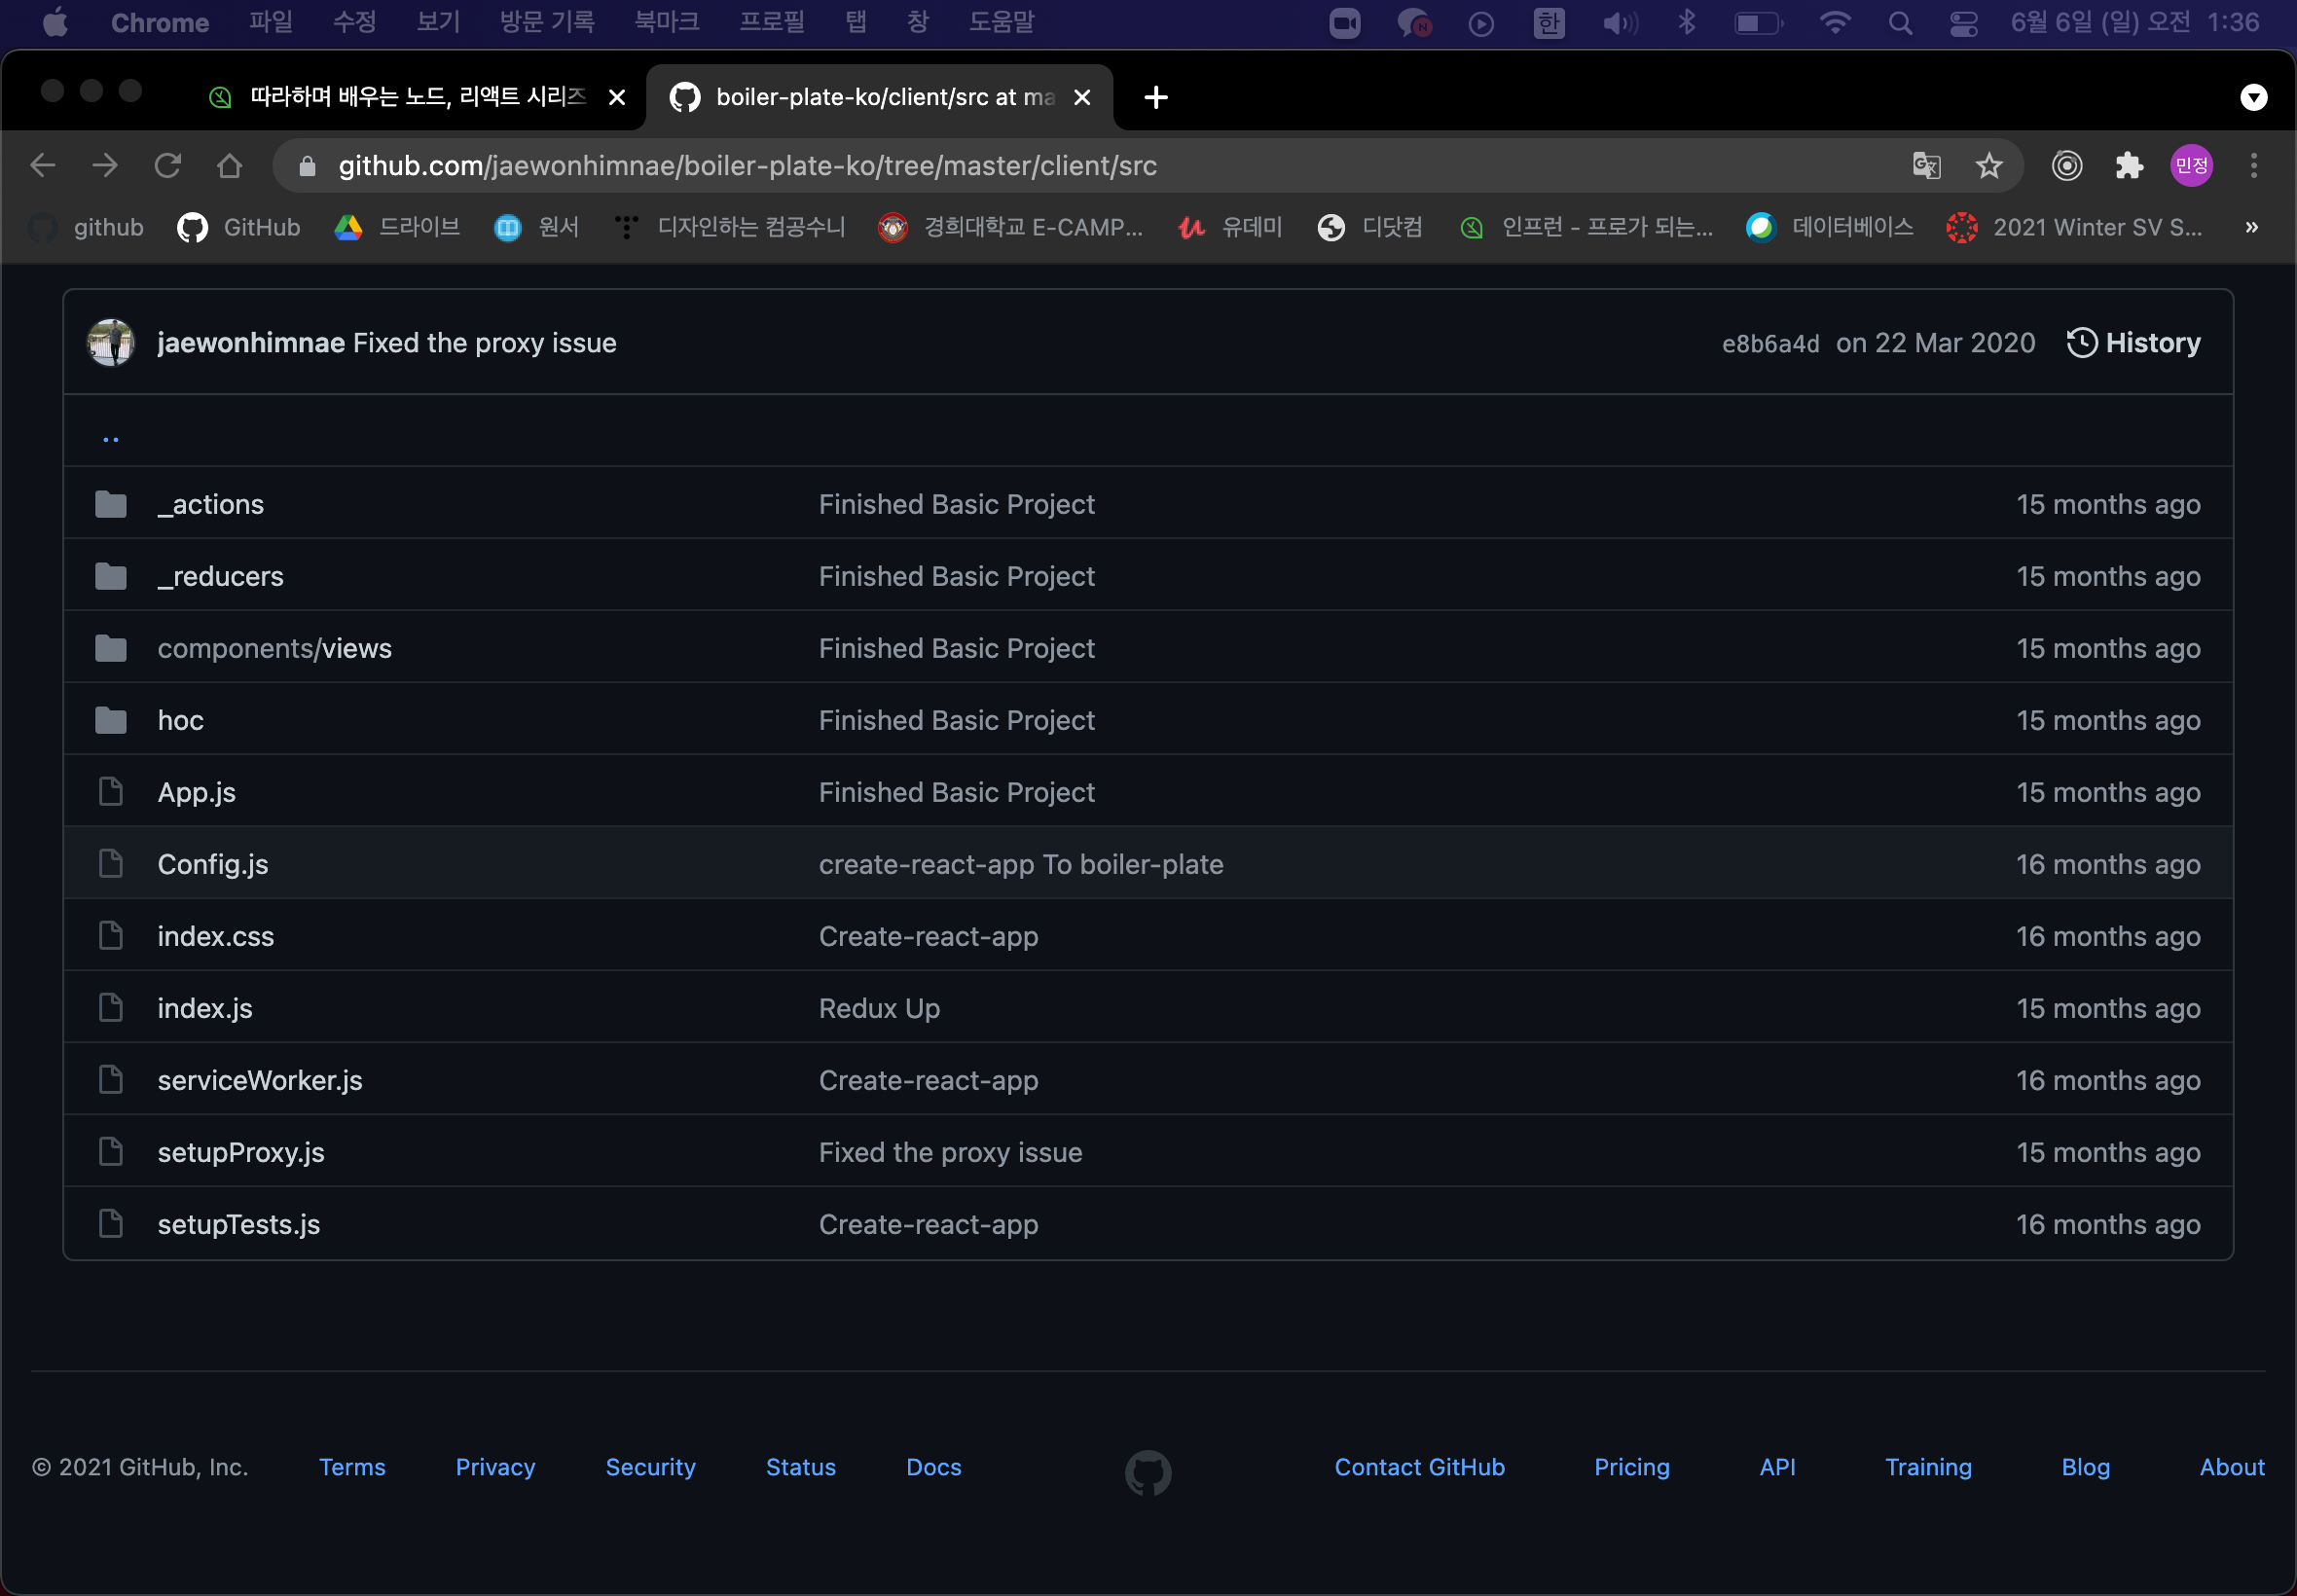 Chrome 파일 수정 보기 방문 기록 북마크 프로필 탭 창 도움말 N 한 6월 6일 (일) 오전 1:36
따라하며 배우는 노드, 리액트 시리즈 boiler-plate-ko/client/src at ma
github.com/jaewonhimnae/boiler-plate-ko/tree/master/client/src 민정
github GitHub 드라이브 원서 디자인하는 컴공수니 경희대학교 E-CAMP... 유데미 디닷컴 인프런 - 프로가 되는... 데이터베이스 2021 Winter SV S... »
jaewonhimnae Fixed the proxy issue e8b6a4d on 22 Mar 2020 History
..
_actions Finished Basic Project 15 months ago
_reducers Finished Basic Project 15 months ago
components/views Finished Basic Project 15 months ago
hoc Finished Basic Project 15 months ago
App.js Finished Basic Project 15 months ago
Config.js create-react-app To boiler-plate 16 months ago
index.css Create-react-app 16 months ago
index.js Redux Up 15 months ago
serviceWorker.js Create-react-app 16 months ago
setupProxy.js Fixed the proxy issue 15 months ago
setupTests.js Create-react-app 16 months ago
© 2021 GitHub, Inc. Terms Privacy Security Status Docs Contact GitHub Pricing API Training Blog About